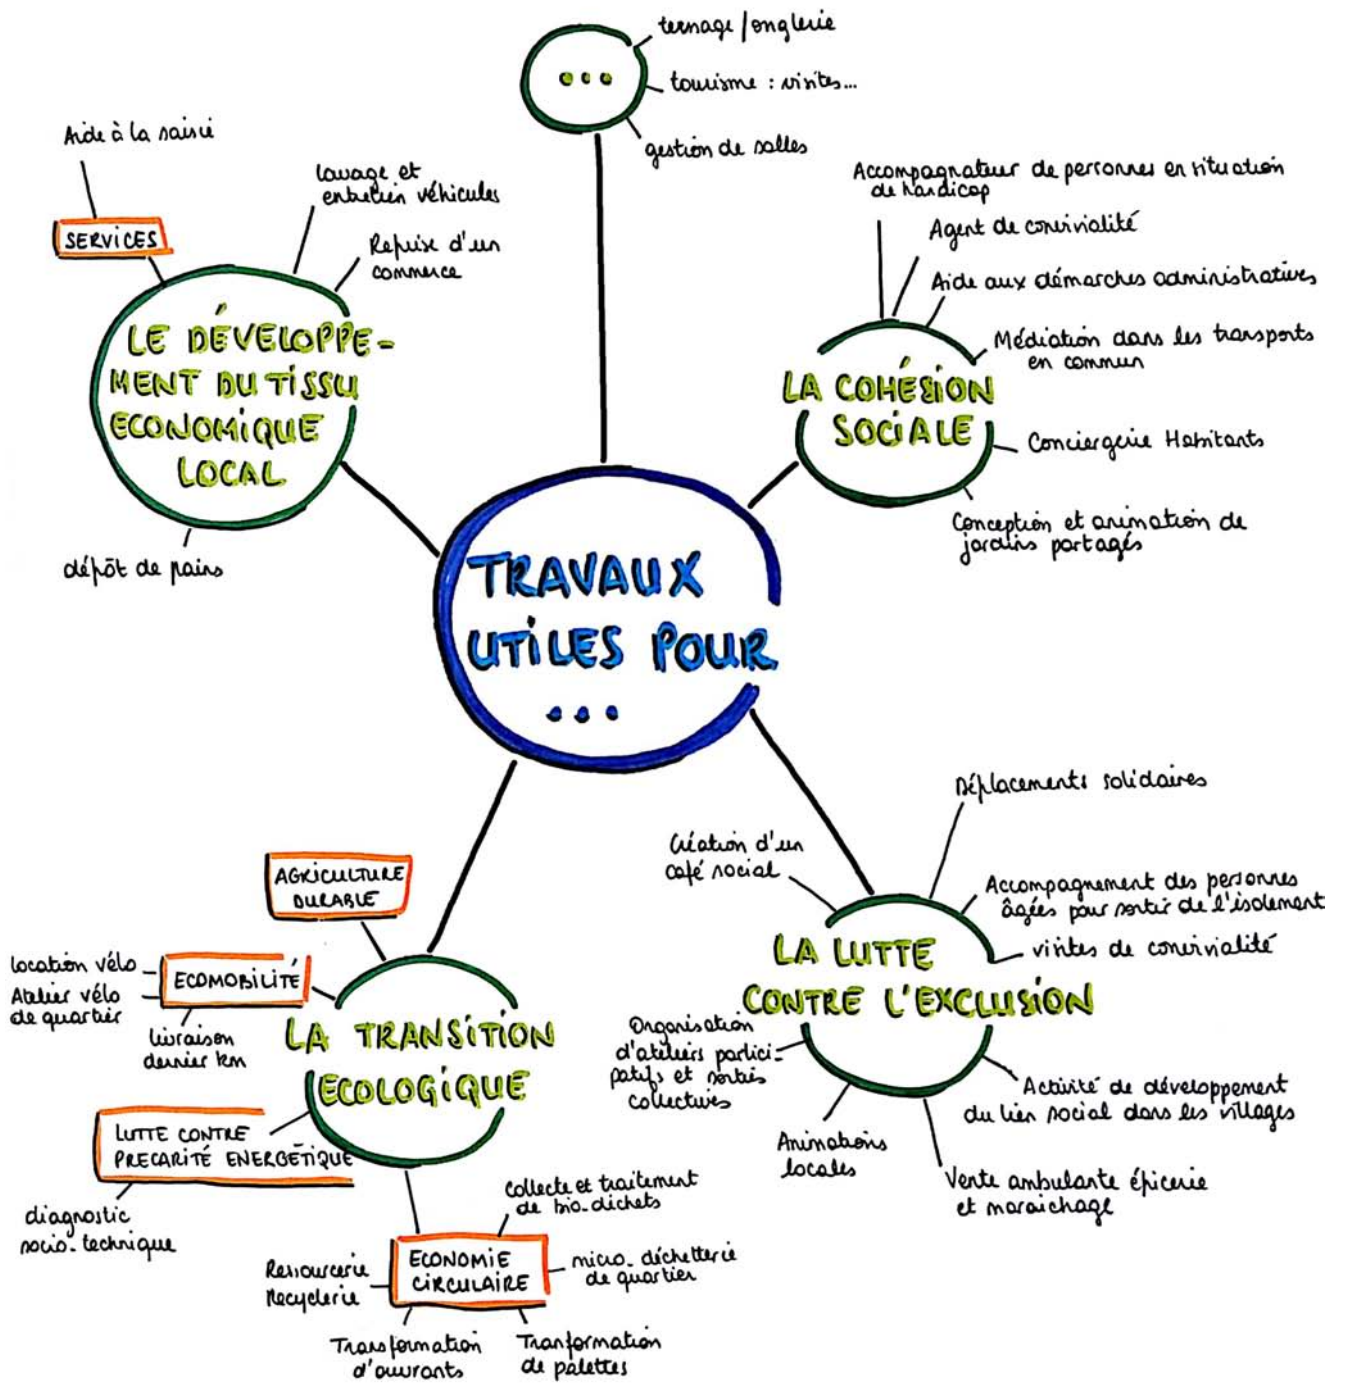 ternage/onglerie
tourisme : visites...
gestion de salles
...
Aide à la saisie
SERVICES
lavage et
entretien véhicules
Reprise d'un
commerce
LE DÉVELOPPE-
MENT DU TISSU
ECONOMIQUE
LOCAL
dépôt de pains
Accompagnateur de personnes en situation
de handicap
Agent de convivialité
Aide aux démarches administratives
Médiation dans les transports
en commun
LA COHÉSION
SOCIALE
Conciergerie Habitants
Conception et animation de
jardins partagés
TRAVAUX
UTILES POUR
...
AGRICULTURE
DURABLE
location vélo
Atelier vélo
de quartier
ECOMOBILITÉ
livraison
dernier km
LA TRANSITION
ECOLOGIQUE
LUTTE CONTRE
PRECARITÉ ENERGÉTIQUE
diagnostic
socio-technique
collecte et traitement
de bio-déchets
ECONOMIE
CIRCULAIRE
micro-déchetterie
de quartier
Ressourcerie
Recyclerie
Transformation
d'ouvrants
Tranformation
de palettes
Déplacements solidaires
Création d'un
café social
Accompagnement des personnes
âgées pour sortir de l'isolement
visites de convivialité
LA LUTTE
CONTRE L'EXCLUSION
Organisation
d'ateliers partici-
patifs et sorties
collectives
Animations
locales
Activité de développement
du lien social dans les villages
Vente ambulante épicerie
et maraichage